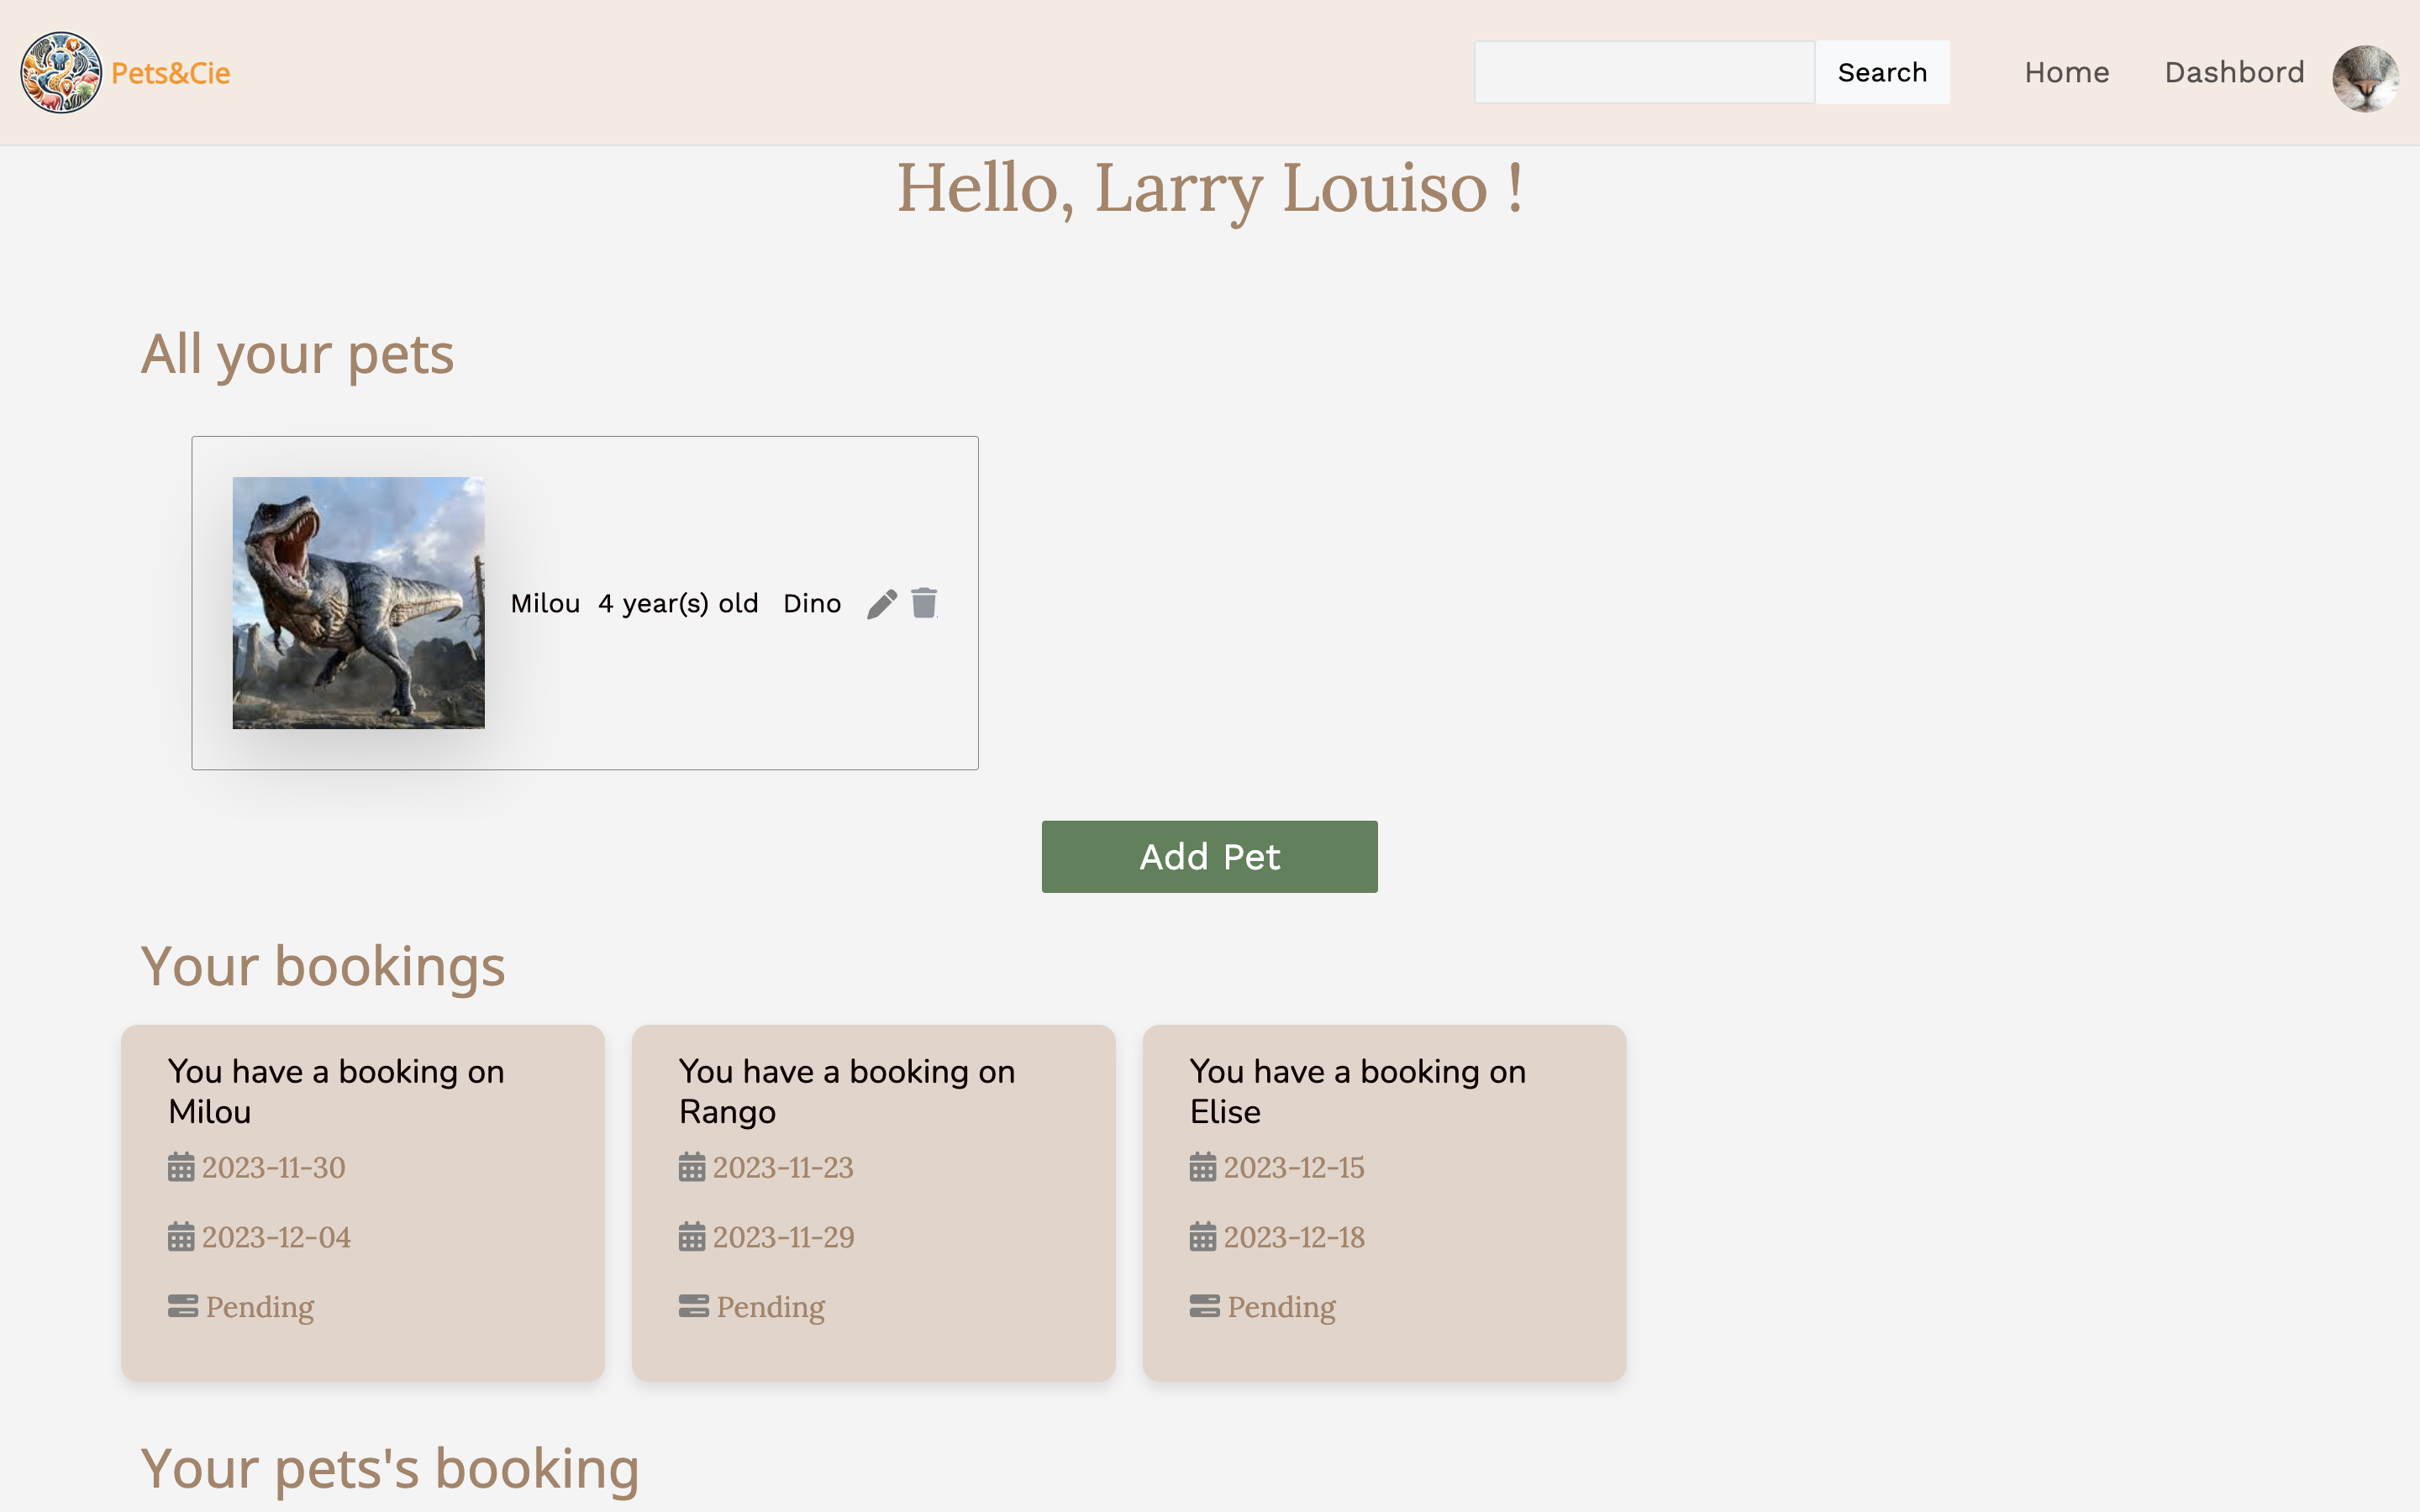 Pets&Cie
Search
Home
Dashbord
Hello, Larry Louiso !
All your pets
Milou 4 year(s) old Dino
Add Pet
Your bookings
You have a booking on
Milou
2023-11-30
2023-12-04
Pending
You have a booking on
Rango
2023-11-23
2023-11-29
Pending
You have a booking on
Elise
2023-12-15
2023-12-18
Pending
Your pets's booking